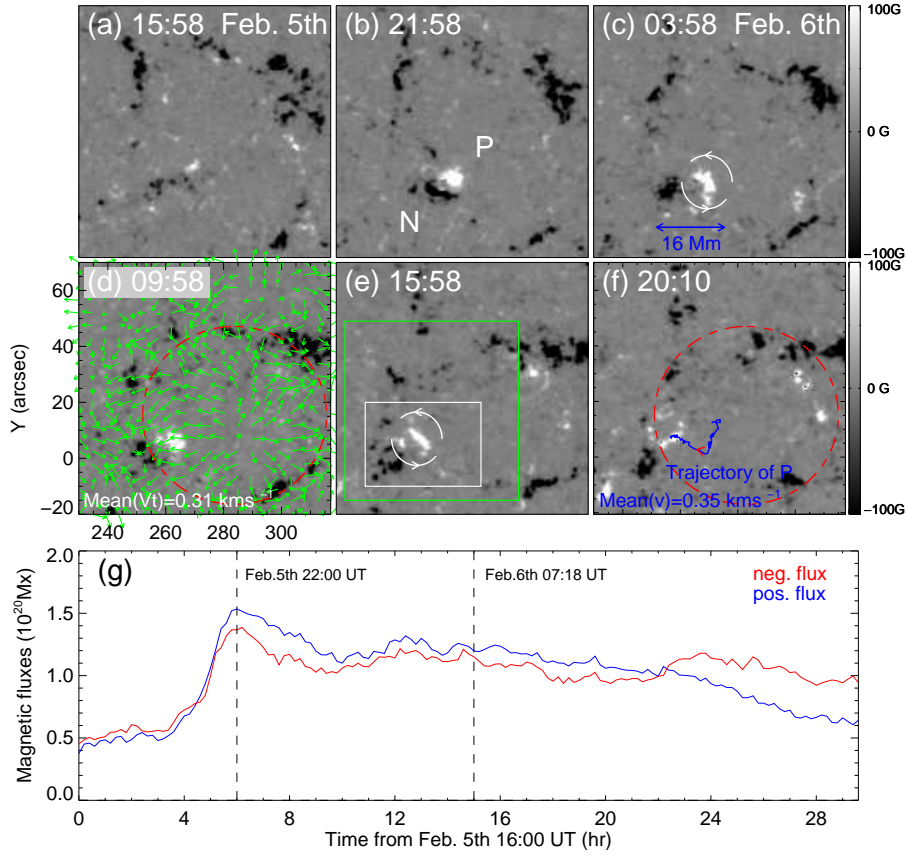 (a) 15:58 Feb. 5th
(b) 21:58
(c) 03:58 Feb. 6th
100G
0 G
−100G
P
N
16 Mm
(d) 09:58
(e) 15:58
(f) 20:10
100G
0 G
−100G
Y (arcsec)
60
40
20
0
−20
Mean(Vt)=0.31 kms⁻¹
Trajectory of P
Mean(v)=0.35 kms⁻¹
240 260 280 300
(g)
Magnetic fluxes (10²⁰Mx)
2.0
1.5
1.0
0.5
0.0
Feb.5th 22:00 UT
Feb.6th 07:18 UT
neg. flux
pos. flux
0 4 8 12 16 20 24 28
Time from Feb. 5th 16:00 UT (hr)